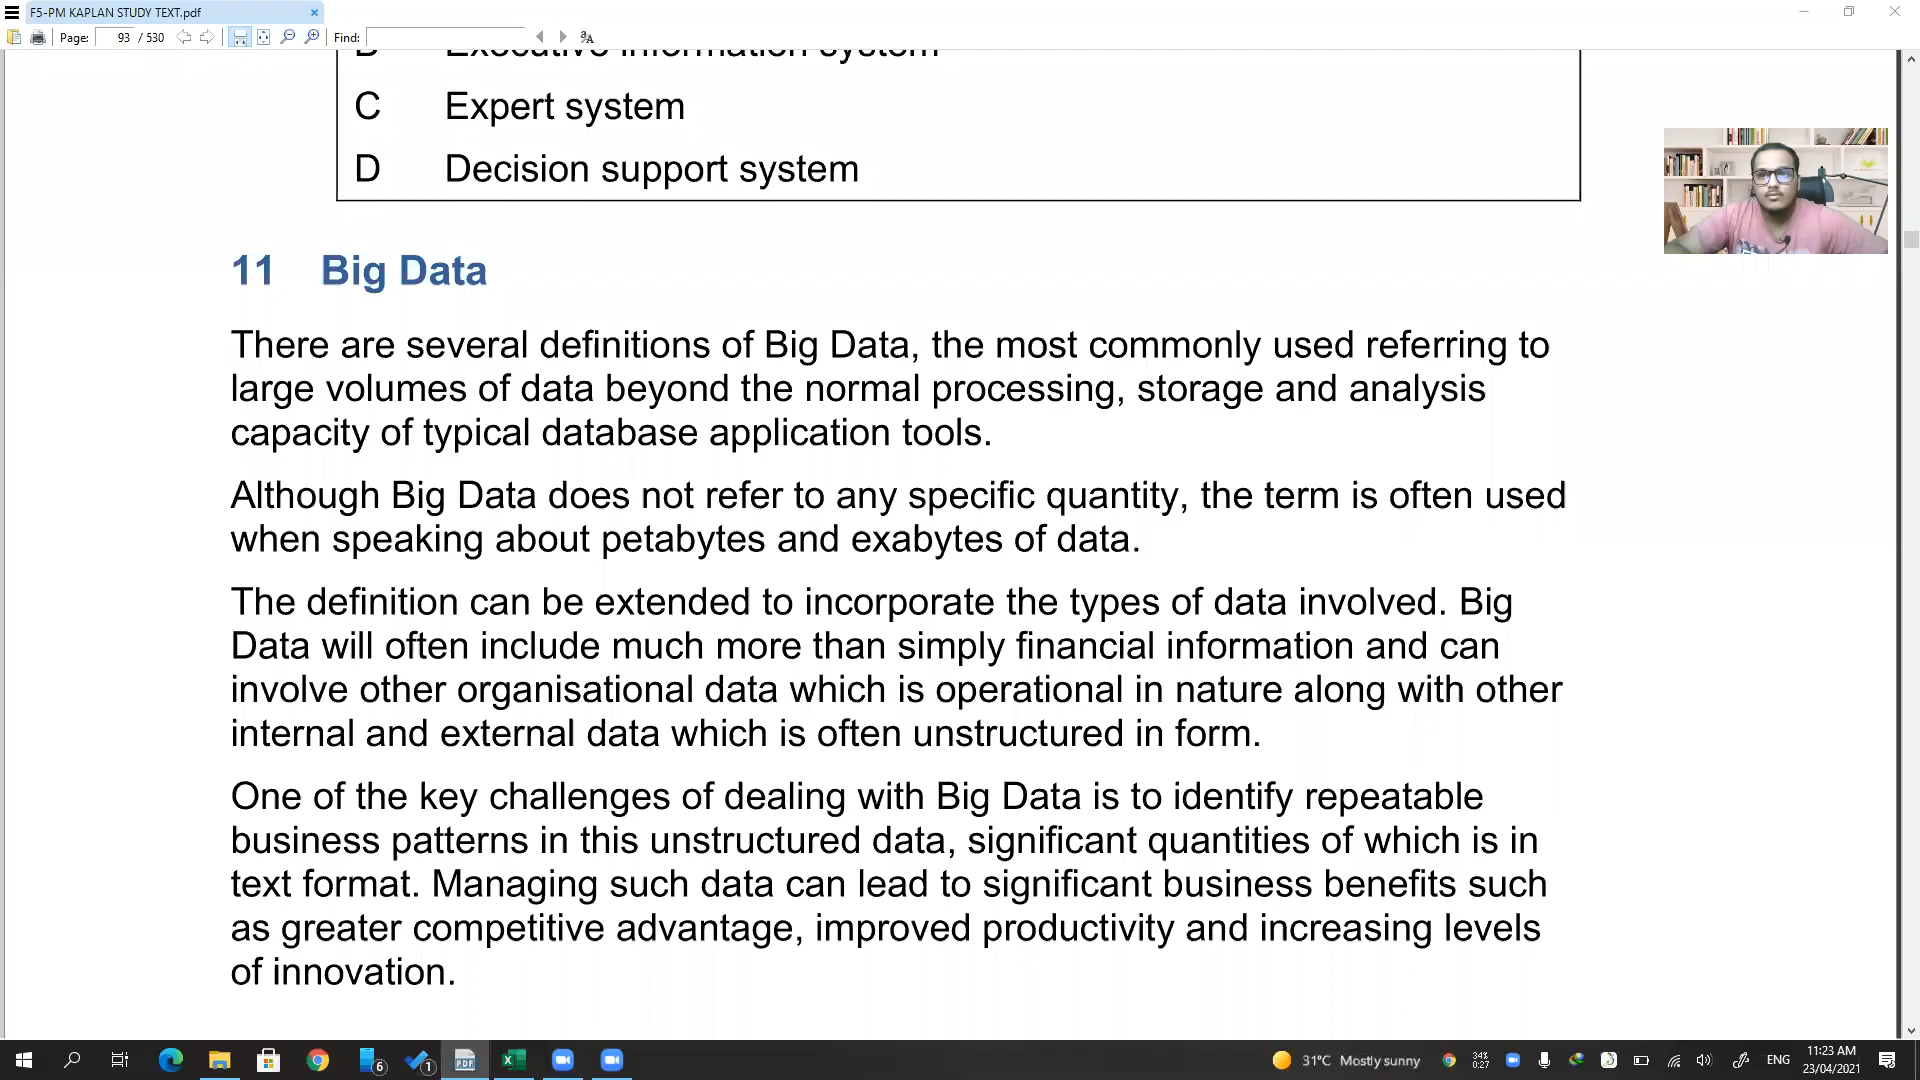 F5-PM KAPLAN STUDY TEXT.pdf
Page: 93 / 530 Find:
B Executive information system
C Expert system
D Decision support system
11 Big Data
There are several definitions of Big Data, the most commonly used referring to
large volumes of data beyond the normal processing, storage and analysis
capacity of typical database application tools.
Although Big Data does not refer to any specific quantity, the term is often used
when speaking about petabytes and exabytes of data.
The definition can be extended to incorporate the types of data involved. Big
Data will often include much more than simply financial information and can
involve other organisational data which is operational in nature along with other
internal and external data which is often unstructured in form.
One of the key challenges of dealing with Big Data is to identify repeatable
business patterns in this unstructured data, significant quantities of which is in
text format. Managing such data can lead to significant business benefits such
as greater competitive advantage, improved productivity and increasing levels
of innovation.
6 1 PDF 31°C Mostly sunny 34% 0:27 ENG 11:23 AM
23/04/2021